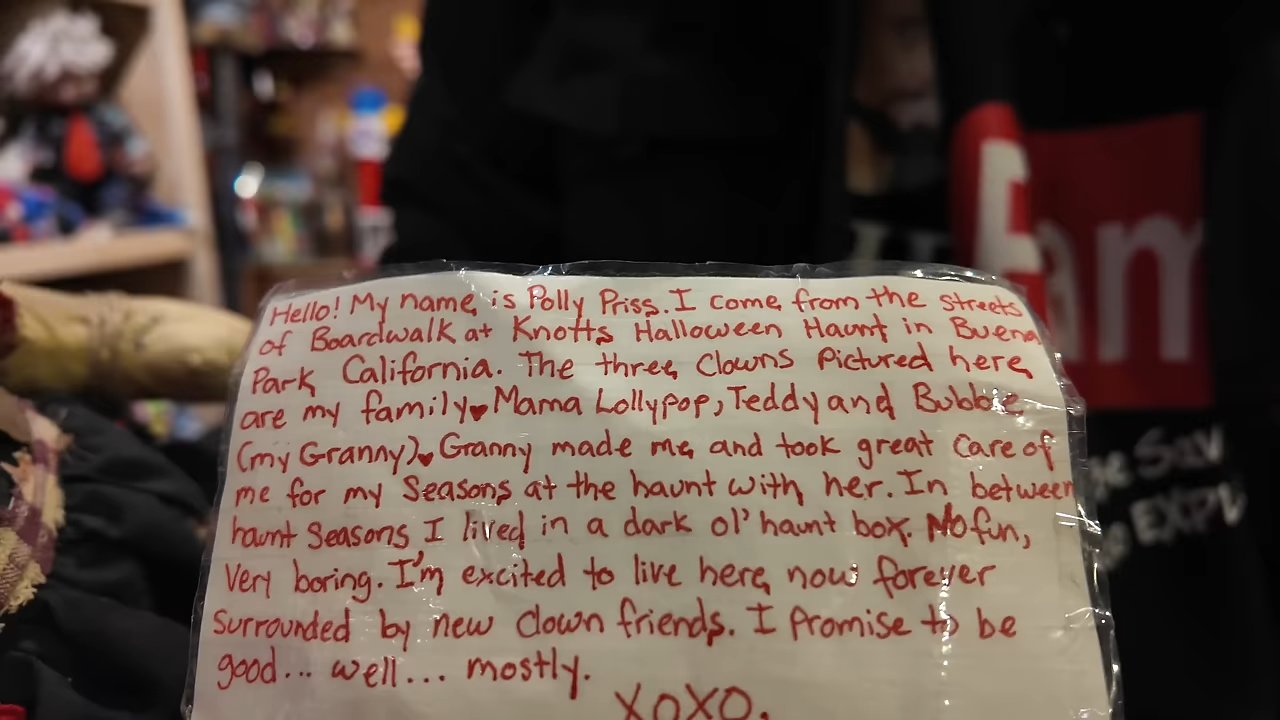 Hello! My name is Polly Priss. I come from the streets
of Boardwalk at Knotts Halloween Haunt in Buena
Park California. The three Clowns Pictured here
are my family♥Mama Lollypop, Teddy and Bubbie
(my Granny)♥Granny made me and took great care of
me for my Seasons at the haunt with her. In between
haunt Seasons I lived in a dark ol' haunt box. No fun,
Very boring. I'm excited to live here now forever
surrounded by new clown friends. I Promise to be
good... well... mostly.
XOXO,
am
EXPL